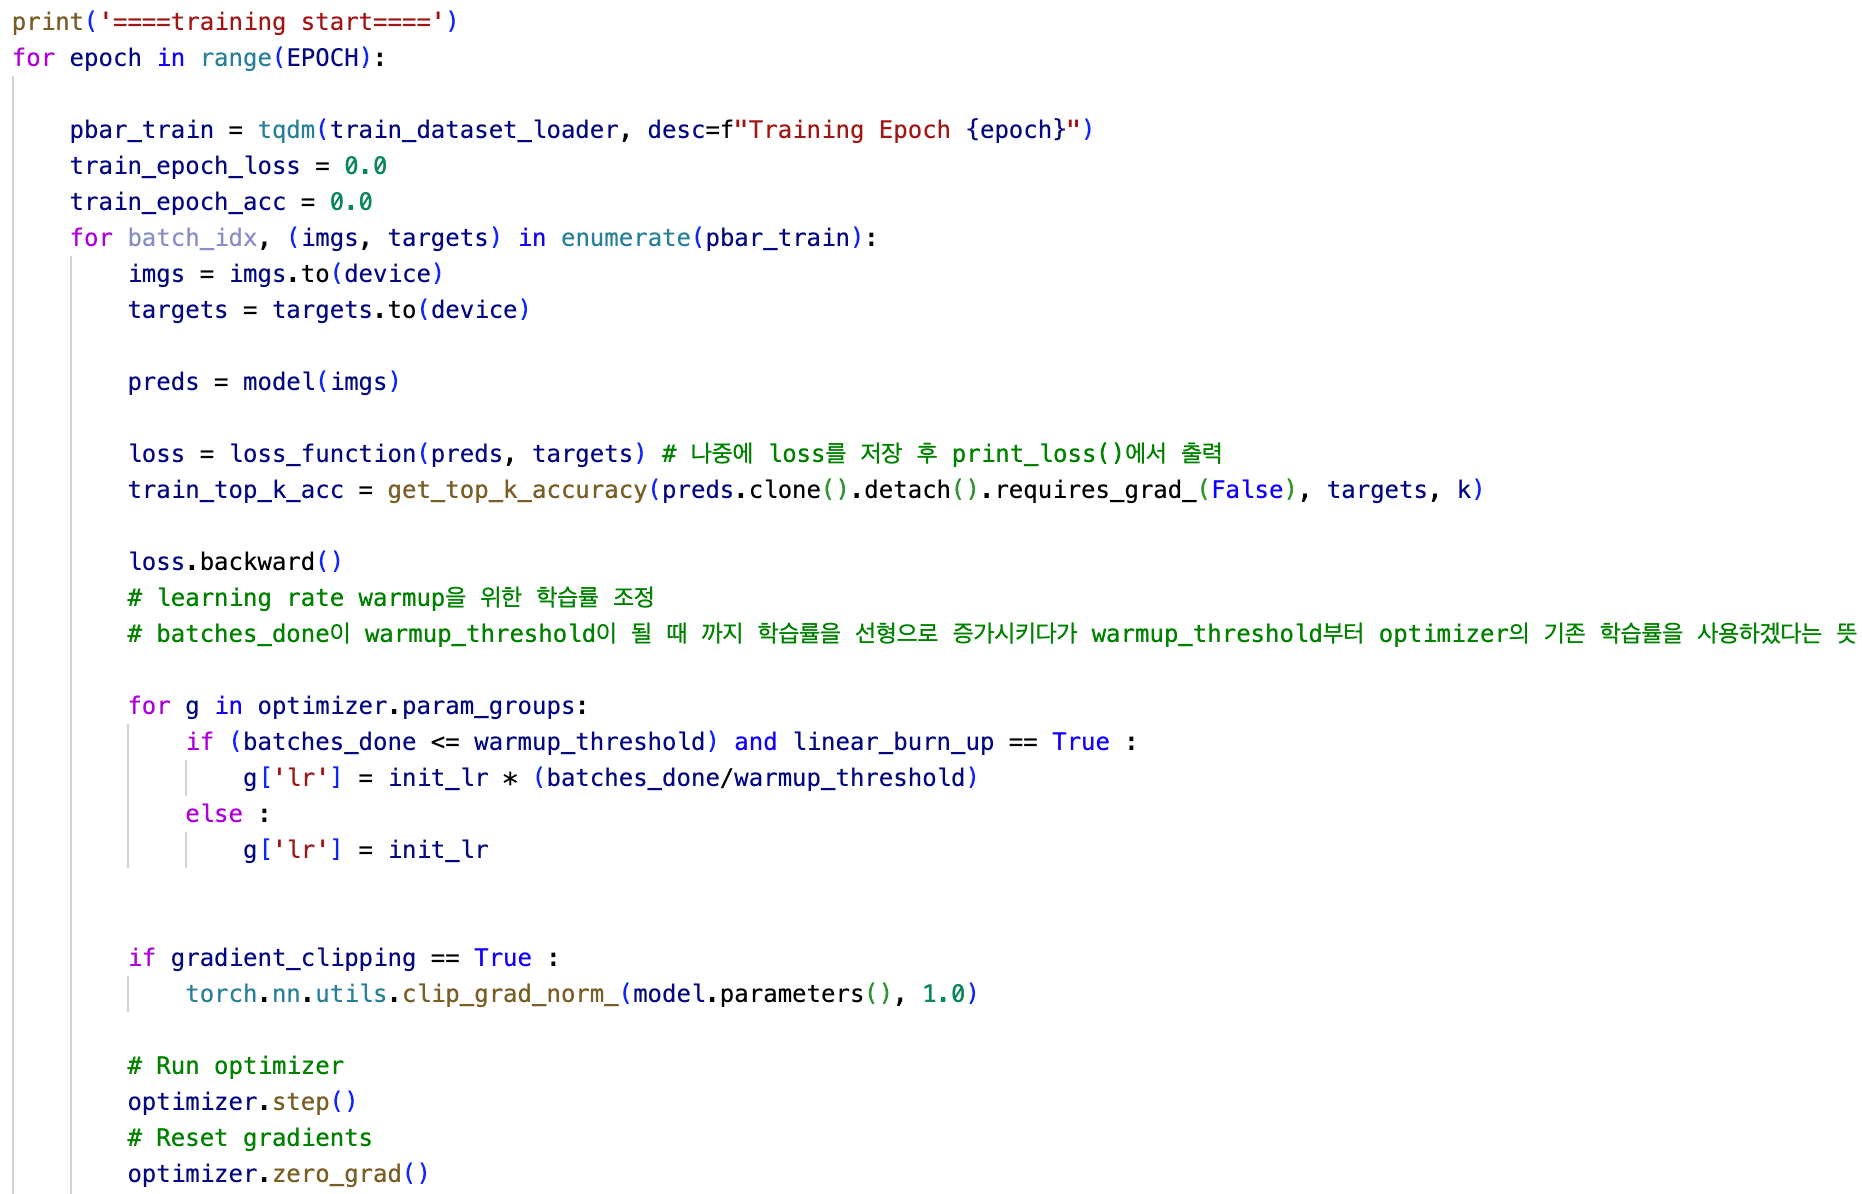 print('====training start====')
for epoch in range(EPOCH):
pbar_train = tqdm(train_dataset_loader, desc=f"Training Epoch {epoch}")
train_epoch_loss = 0.0
train_epoch_acc = 0.0
for batch_idx, (imgs, targets) in enumerate(pbar_train):
imgs = imgs.to(device)
targets = targets.to(device)
preds = model(imgs)
loss = loss_function(preds, targets) # 나중에 loss를 저장 후 print_loss()에서 출력
train_top_k_acc = get_top_k_accuracy(preds.clone().detach().requires_grad_(False), targets, k)
loss.backward()
# learning rate warmup을 위한 학습률 조정
# batches_done이 warmup_threshold이 될 때 까지 학습률을 선형으로 증가시키다가 warmup_threshold부터 optimizer의 기존 학습률을 사용하겠다는 뜻
for g in optimizer.param_groups:
if (batches_done <= warmup_threshold) and linear_burn_up == True :
g['lr'] = init_lr * (batches_done/warmup_threshold)
else :
g['lr'] = init_lr
if gradient_clipping == True :
torch.nn.utils.clip_grad_norm_(model.parameters(), 1.0)
# Run optimizer
optimizer.step()
# Reset gradients
optimizer.zero_grad()